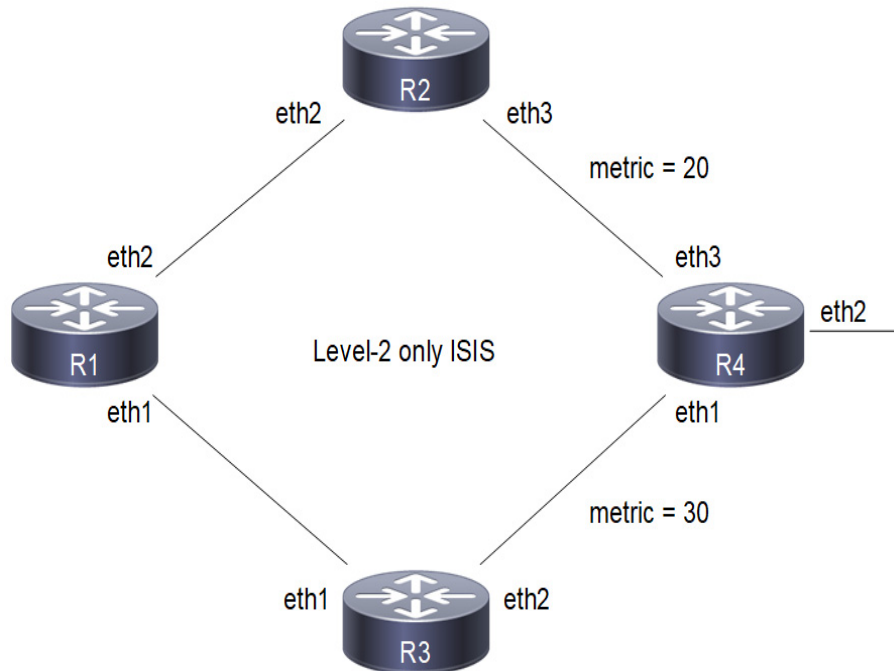 R2
eth2
eth3
metric = 20
eth2
eth3
eth2
R1
Level-2 only ISIS
R4
eth1
eth1
metric = 30
eth1
eth2
R3